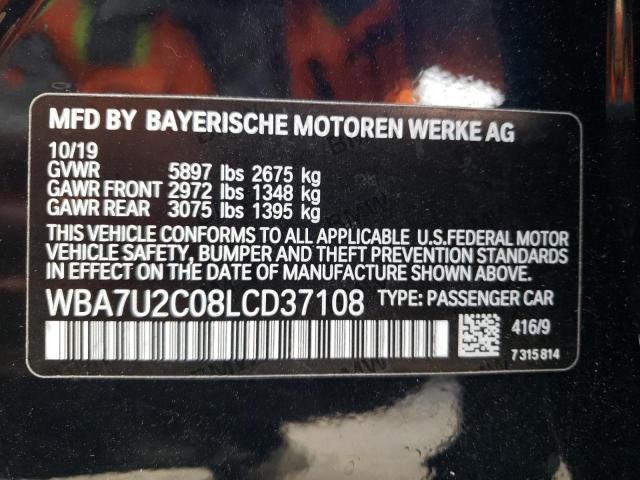 MFD BY BAYERISCHE MOTOREN WERKE AG
10/19
GVWR 5897 lbs 2675 kg
GAWR FRONT 2972 lbs 1348 kg
GAWR REAR 3075 lbs 1395 kg
THIS VEHICLE CONFORMS TO ALL APPLICABLE U.S.FEDERAL MOTOR
VEHICLE SAFETY, BUMPER AND THEFT PREVENTION STANDARDS
IN EFFECT ON THE DATE OF MANUFACTURE SHOWN ABOVE.
WBA7U2C08LCD37108 TYPE: PASSENGER CAR
416/9
7 315 814